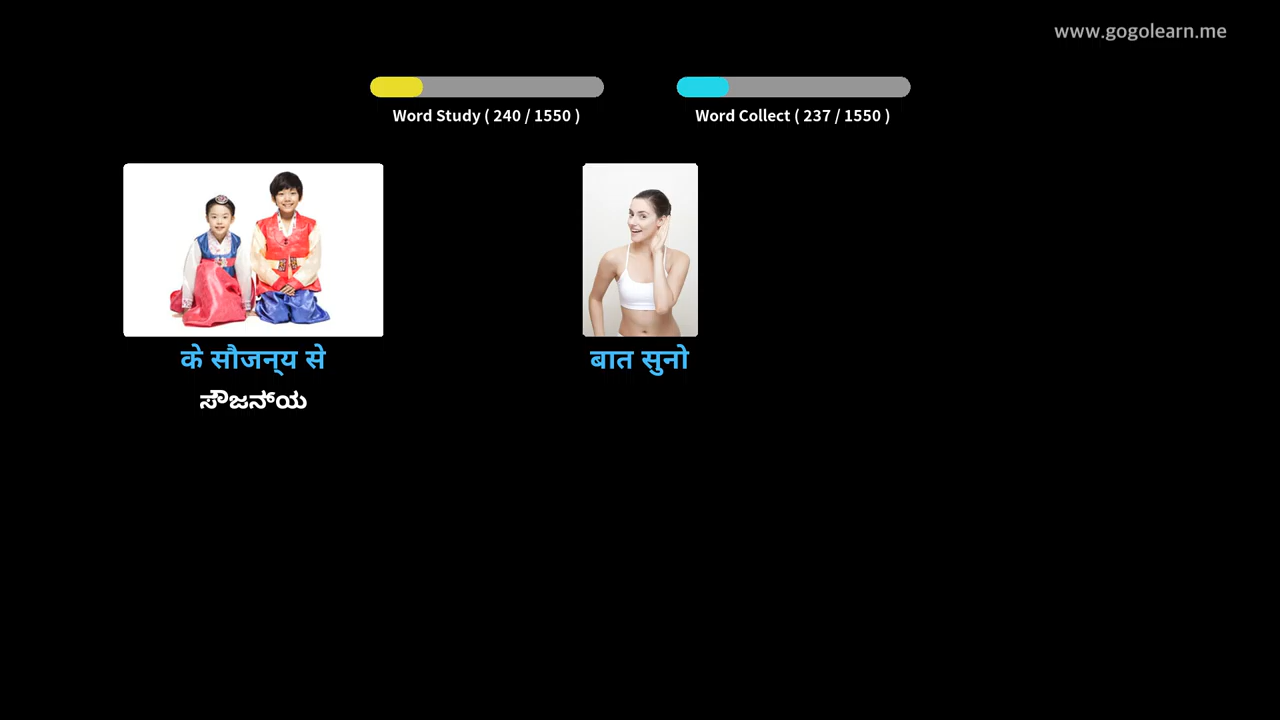 www.gogolearn.me
Word Study ( 240 / 1550 )
Word Collect ( 237 / 1550 )
के सौजन्य से
बात सुनो
ಸೌಜನ್ಯ